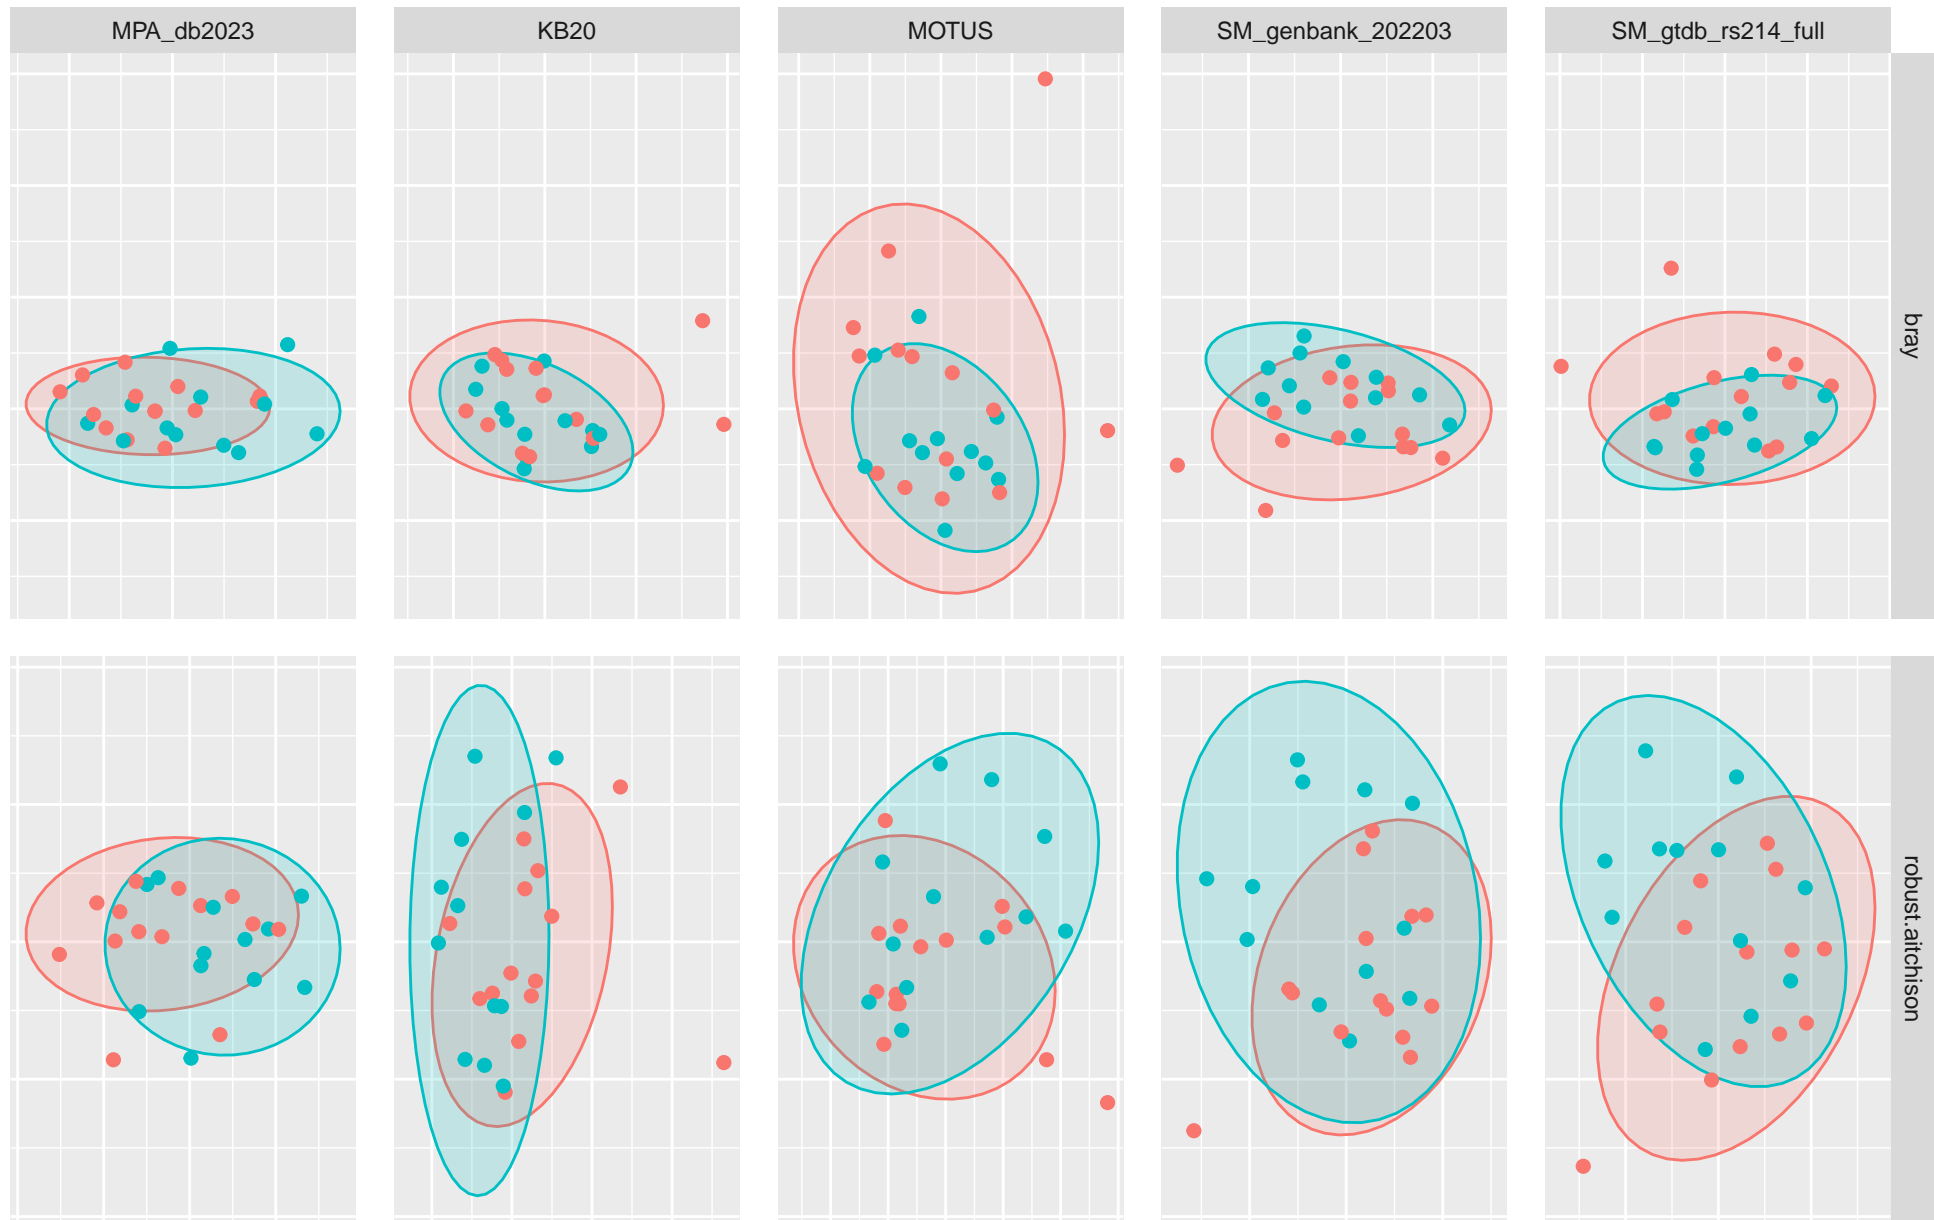 MPA_db2023
KB20
MOTUS
SM_genbank_202203
SM_gtdb_rs214_full
bray
robust.aitchison